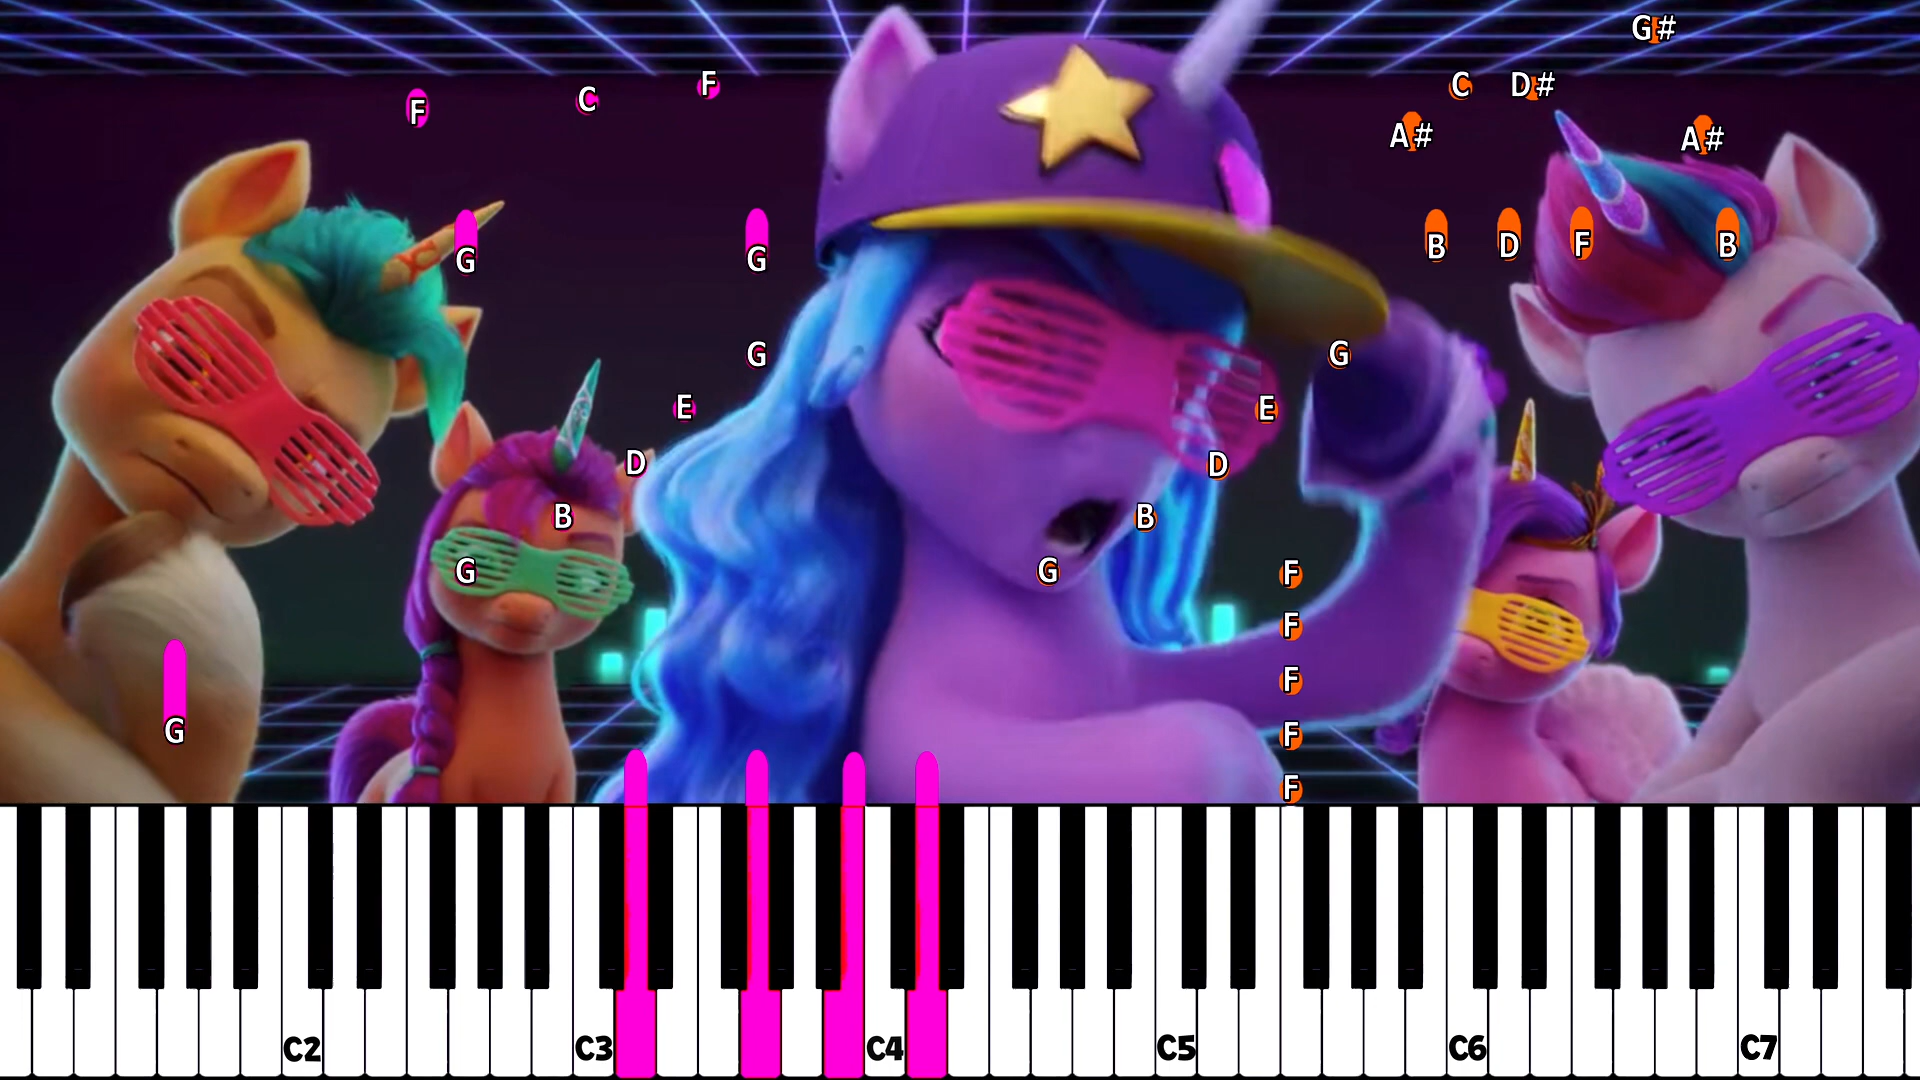 G#
F C F C D#
A# A#
G G B D F B
G G
E E
D D
B B
G G F
F
F
G F
F
C2 C3 C4 C5 C6 C7